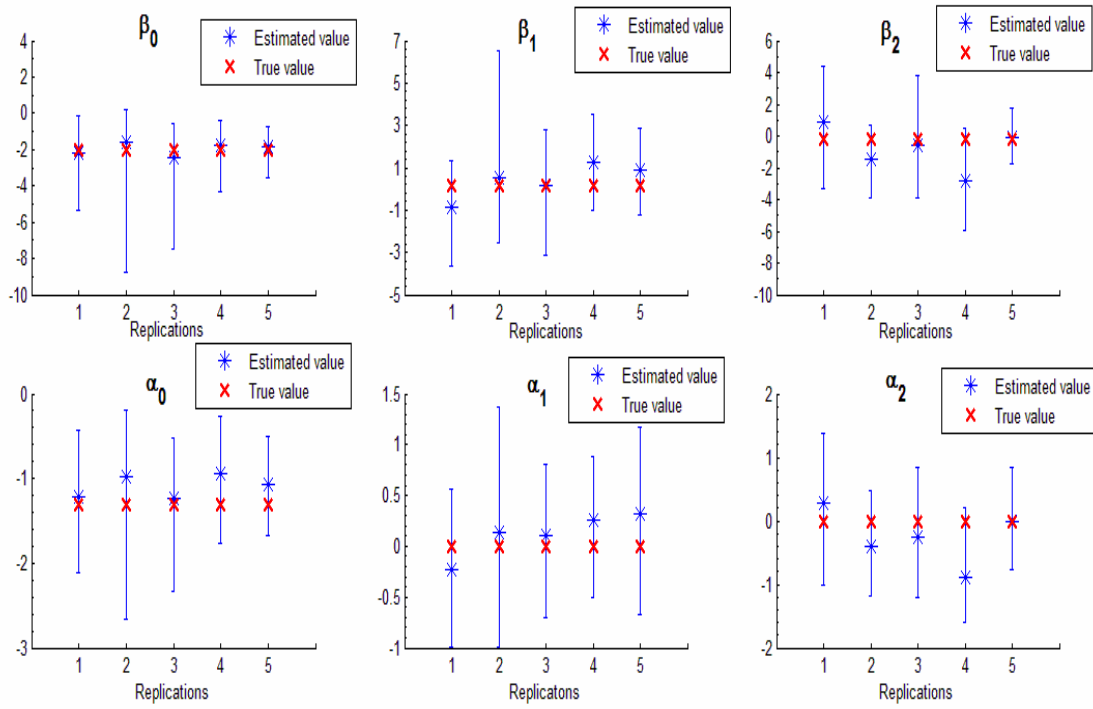 β0
Estimated value
True value
4
2
0
-2
-4
-6
-8
-10
1 2 3 4 5
Replications
β1
Estimated value
True value
7
5
3
1
-1
-3
-5
1 2 3 4 5
Replications
β2
Estimated value
True value
6
4
2
0
-2
-4
-6
-8
-10
1 2 3 4 5
Replications
α0
Estimated value
True value
0
-1
-2
-3
1 2 3 4 5
Replications
α1
Estimated value
True value
1.5
1
0.5
0
-0.5
-1
1 2 3 4 5
Replicatons
α2
Estimated value
True value
2
1
0
-1
-2
1 2 3 4 5
Replications